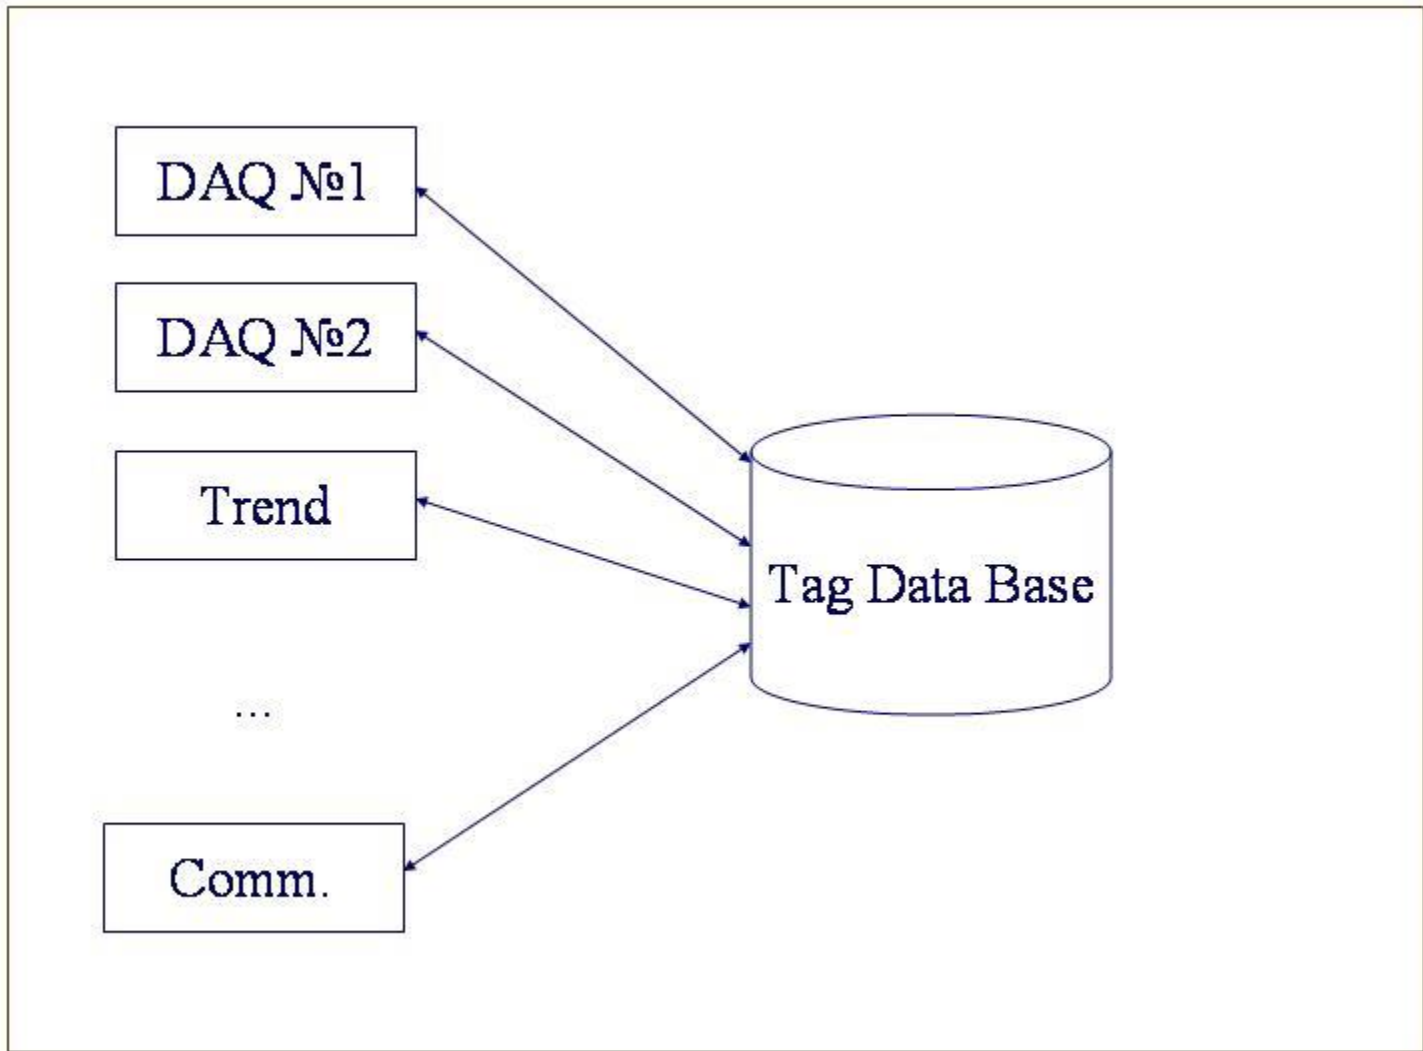 DAQ №1
DAQ №2
Trend
Tag Data Base
...
Comm.